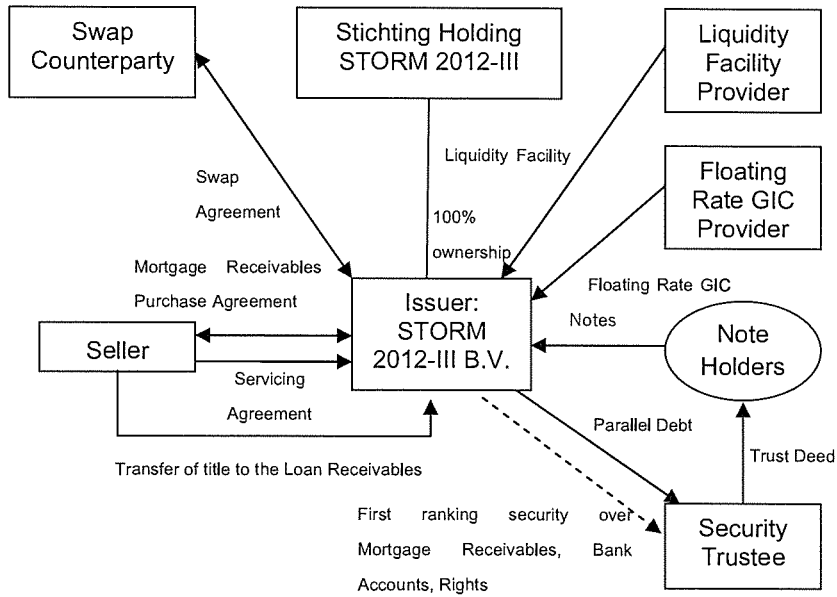 Swap
Counterparty
Stichting Holding
STORM 2012-III
Liquidity
Facility
Provider
Liquidity Facility
Floating
Rate GIC
Provider
Swap
Agreement
100%
ownership
Mortgage Receivables
Purchase Agreement
Floating Rate GIC
Issuer:
STORM
2012-III B.V.
Notes
Note
Holders
Seller
Servicing
Agreement
Parallel Debt
Trust Deed
Transfer of title to the Loan Receivables
First ranking security over
Mortgage Receivables, Bank
Accounts, Rights
Security
Trustee